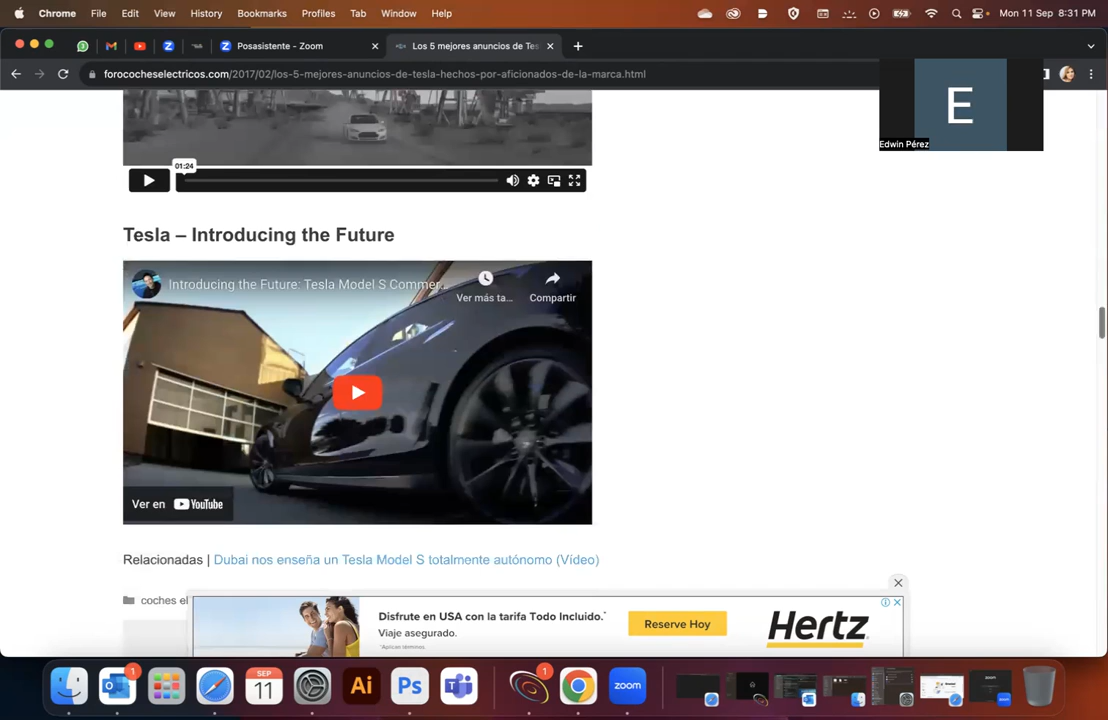 Chrome File Edit View History Bookmarks Profiles Tab Window Help Mon 11 Sep 8:31 PM
Posasistente - Zoom
Los 5 mejores anuncios de Tes
forococheselectricos.com/2017/02/los-5-mejores-anuncios-de-tesla-hechos-por-aficionados-de-la-marca.html
E
Edwin Pérez
01:24
Tesla – Introducing the Future
Introducing the Future: Tesla Model S Commer...
Ver más ta...
Compartir
Ver en YouTube
Relacionadas | Dubai nos enseña un Tesla Model S totalmente autónomo (Vídeo)
coches el
Disfrute en USA con la tarifa Todo Incluido.*
Viaje asegurado.
*Aplican términos.
Reserve Hoy
Hertz
1
SEP
11
Ai
Ps
1
zoom